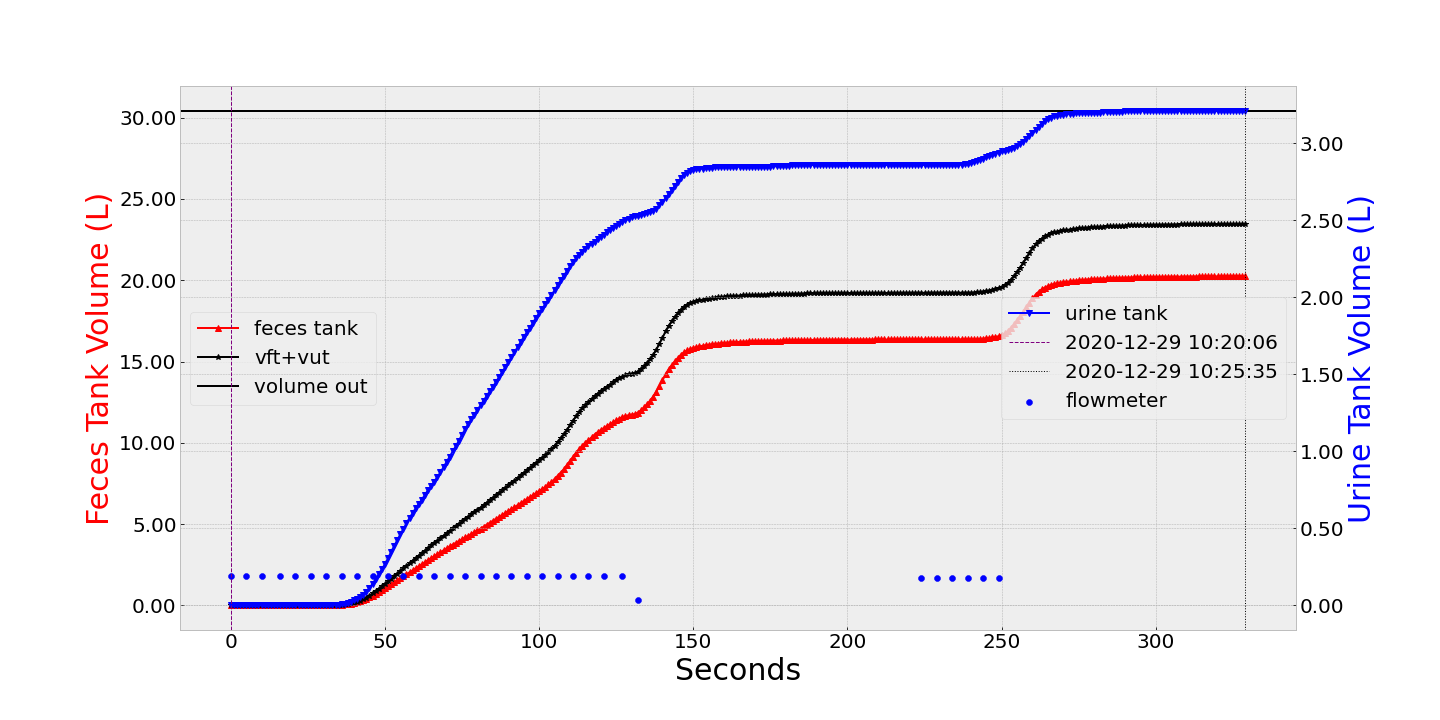 Feces Tank Volume (L)
30.00
25.00
20.00
15.00
10.00
5.00
0.00
feces tank
vft+vut
volume out
urine tank
2020-12-29 10:20:06
2020-12-29 10:25:35
flowmeter
3.00
2.50
2.00
1.50
1.00
0.50
0.00
Urine Tank Volume (L)
0 50 100 150 200 250 300
Seconds